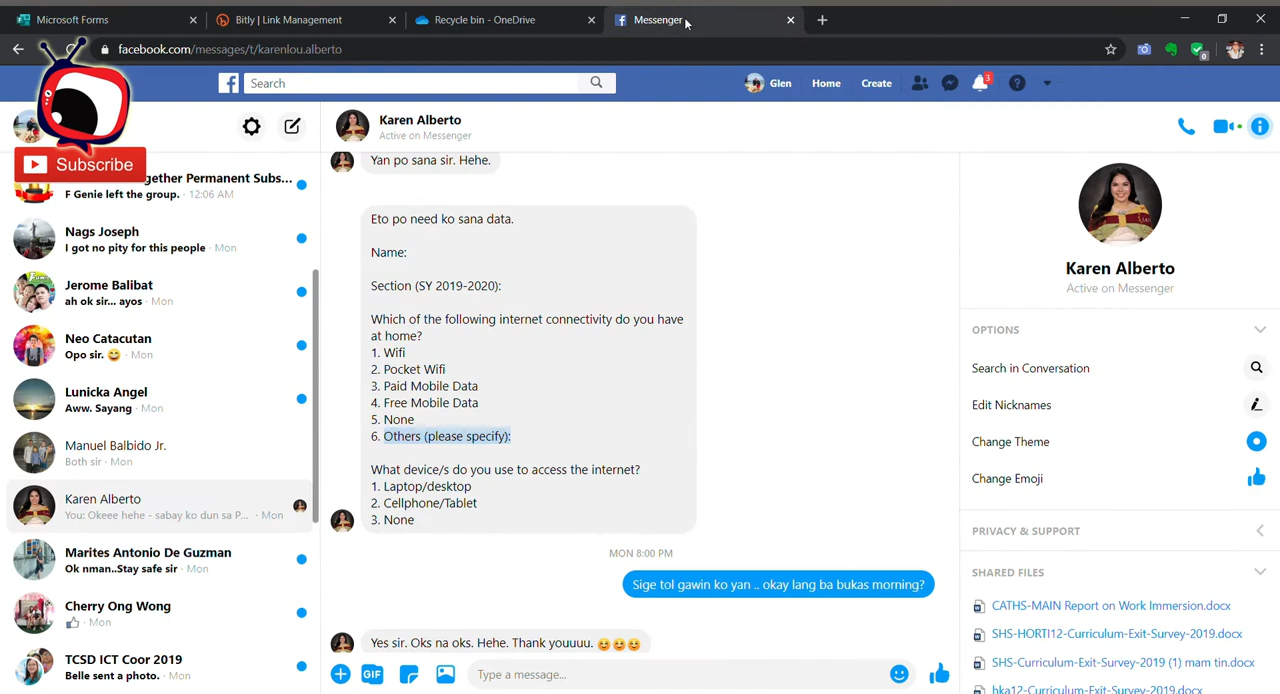 Microsoft Forms
Bitly | Link Management
Recycle bin - OneDrive
Messenger
facebook.com/messages/t/karenlou.alberto
0
Search
Glen
Home
Create
3
Subscribe
ogether Permanent Subs...
F Genie left the group. · 12:06 AM
Nags Joseph
I got no pity for this people · Mon
Jerome Balibat
ah ok sir... ayos · Mon
Neo Catacutan
Opo sir. 😄 · Mon
Lunicka Angel
Aww. Sayang · Mon
Manuel Balbido Jr.
Both sir · Mon
Karen Alberto
You: Okeee hehe - sabay ko dun sa P... · Mon
Marites Antonio De Guzman
Ok nman..Stay safe sir · Mon
Cherry Ong Wong
· Mon
TCSD ICT Coor 2019
Belle sent a photo. · Mon
Karen Alberto
Active on Messenger
Yan po sana sir. Hehe.
Eto po need ko sana data.
Name:
Section (SY 2019-2020):
Which of the following internet connectivity do you have
at home?
1. Wifi
2. Pocket Wifi
3. Paid Mobile Data
4. Free Mobile Data
5. None
6. Others (please specify):
What device/s do you use to access the internet?
1. Laptop/desktop
2. Cellphone/Tablet
3. None
MON 8:00 PM
Sige tol gawin ko yan .. okay lang ba bukas morning?
Yes sir. Oks na oks. Hehe. Thank youuuu. 😊😊😊
GIF
Type a message...
Karen Alberto
Active on Messenger
OPTIONS
Search in Conversation
Edit Nicknames
Change Theme
Change Emoji
PRIVACY & SUPPORT
SHARED FILES
CATHS-MAIN Report on Work Immersion.docx
SHS-HORTI12-Curriculum-Exit-Survey-2019.docx
SHS-Curriculum-Exit-Survey-2019 (1) mam tin.docx
hka12-Curriculum-Exit-Survey-2019.docx